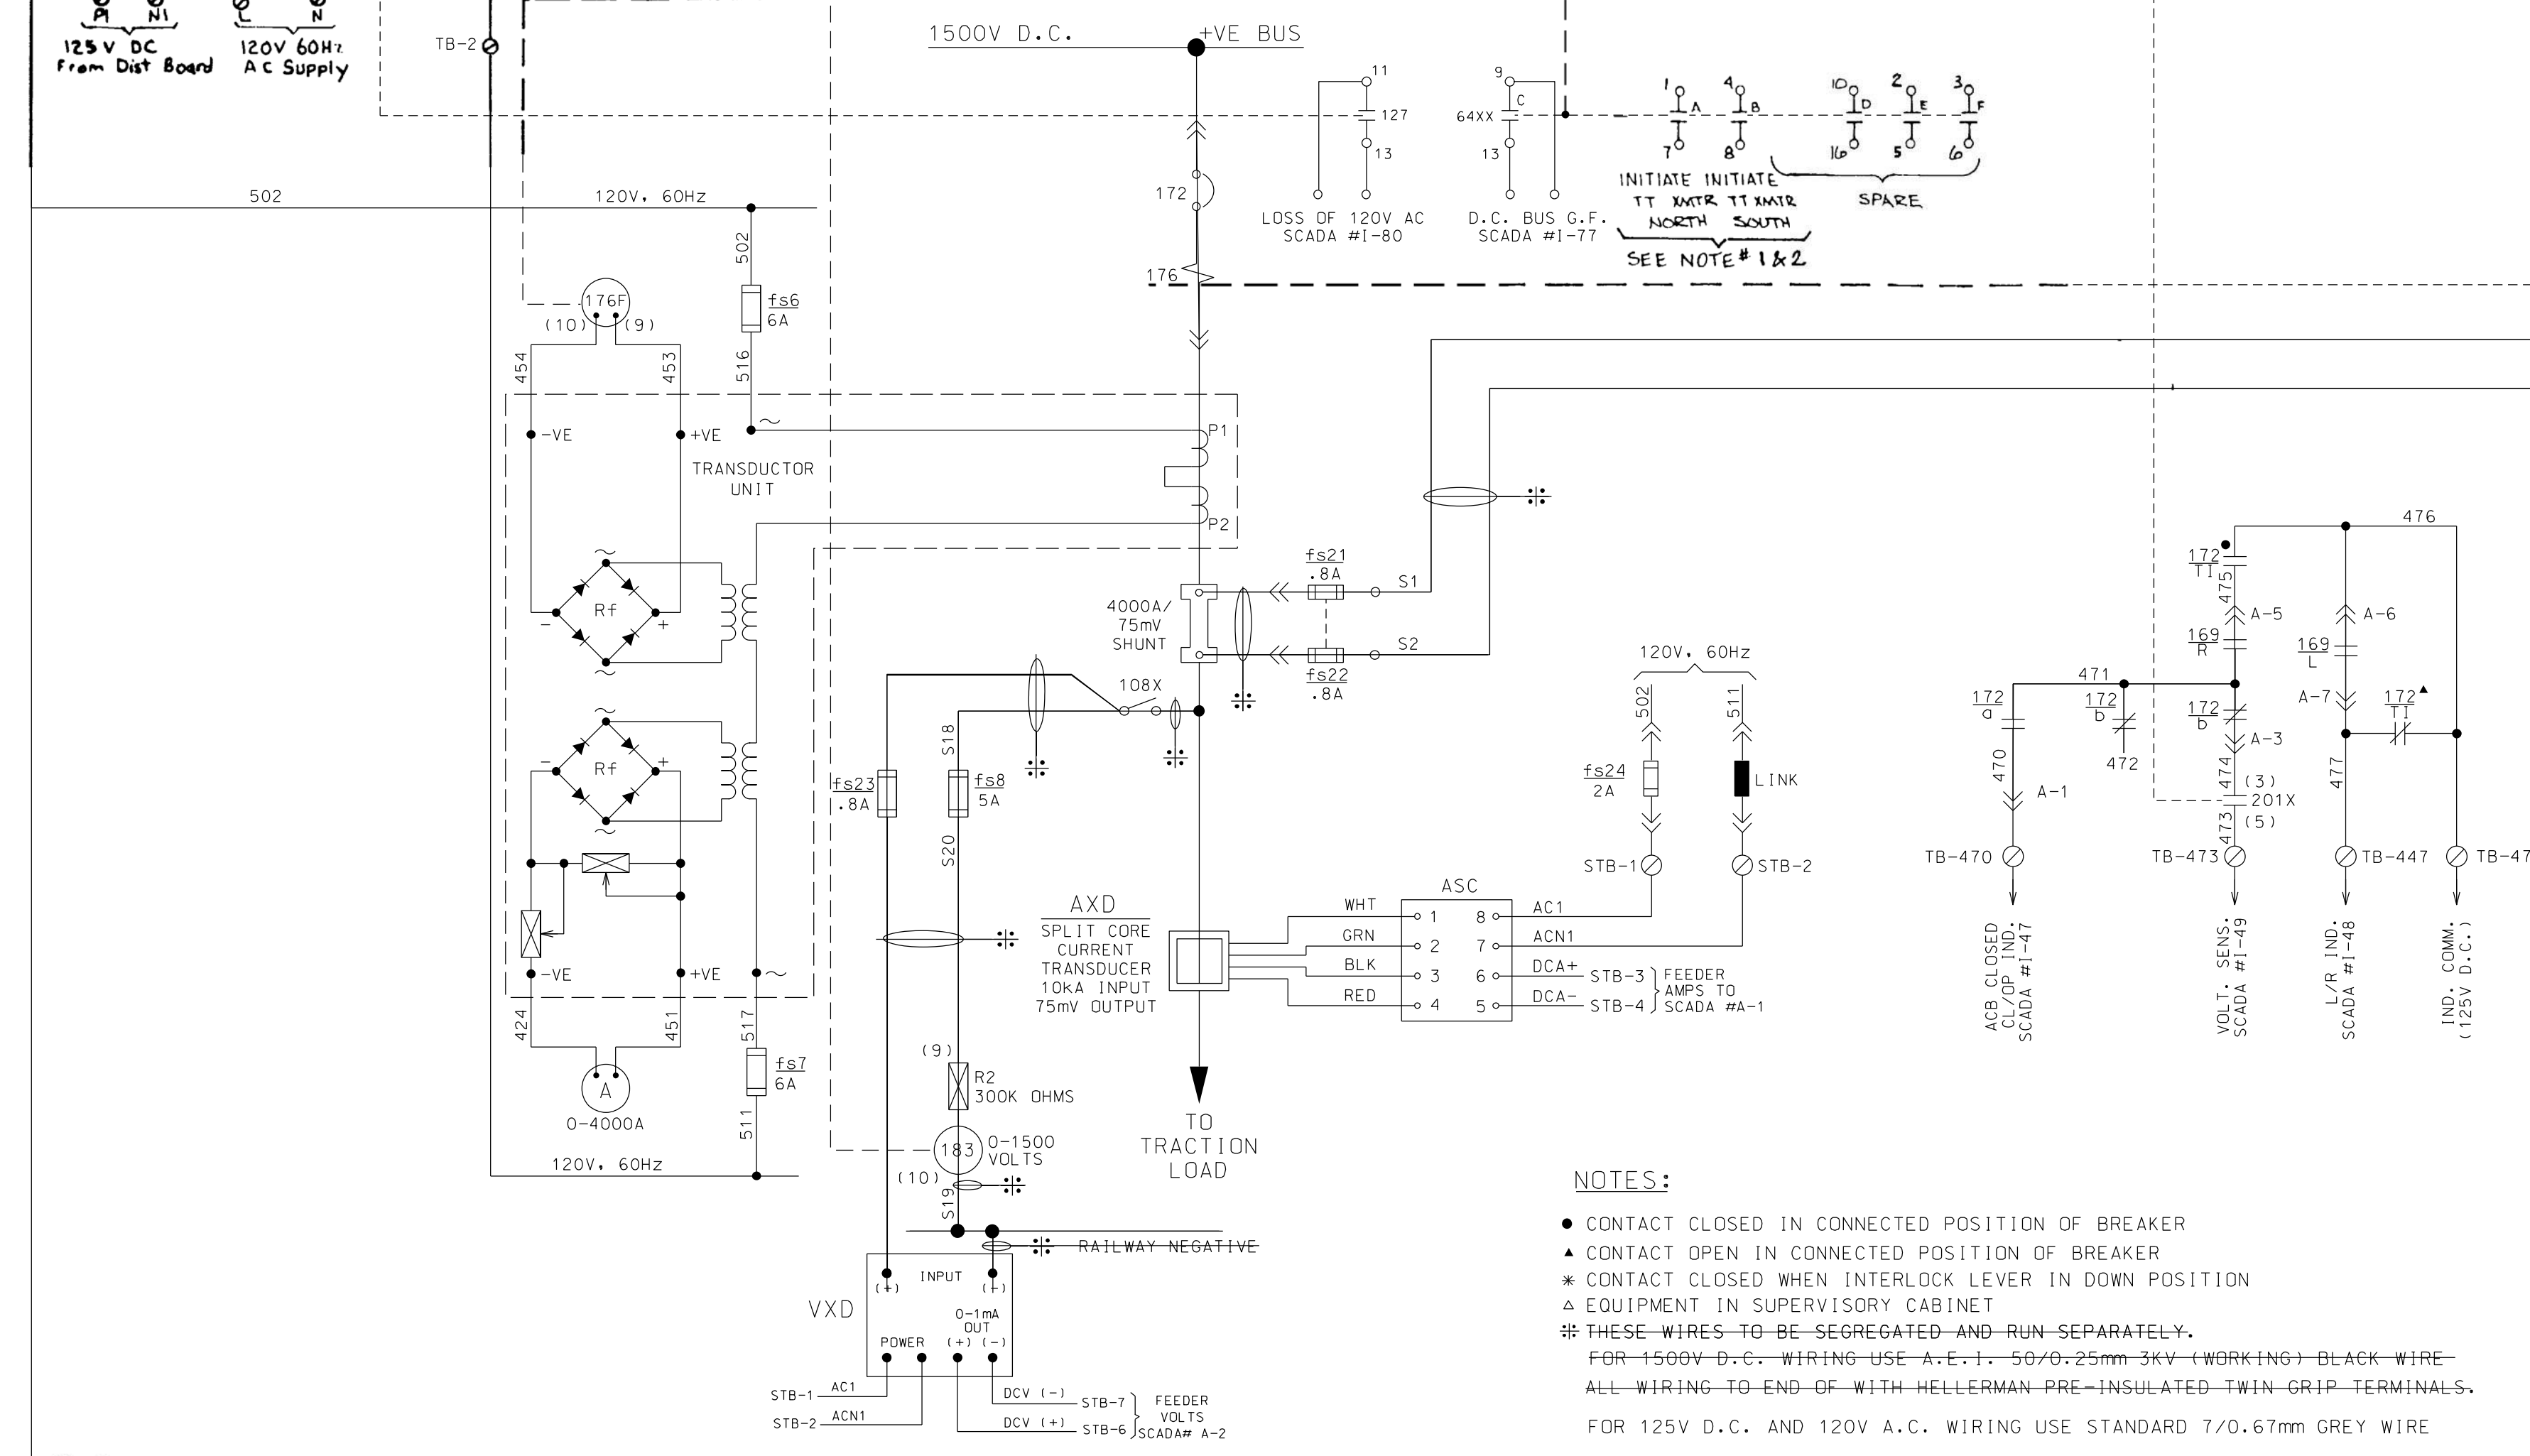 P1 N1 L N
125V DC
From Dist Board
120V 60Hz
AC Supply
TB-2
1500V D.C.
+VE BUS
11
127
13
LOSS OF 120V AC
SCADA #I-80
9
C
64XX
13
D.C. BUS G.F.
SCADA #I-77
1 4 10 2 3
A B D E F
7 8 16 5 6
INITIATE INITIATE
TT XMTR TT XMTR
NORTH SOUTH
SPARE
SEE NOTE #1&2
172
176
502
120V, 60Hz
502
fs6
6A
516
176F
(10) (9)
454
453
-VE
+VE
TRANSDUCTOR
UNIT
P1
P2
Rf
- +
Rf
- +
-VE
+VE
424
451
517
fs7
6A
511
A
0-4000A
120V, 60Hz
4000A/
75mV
SHUNT
fs21
.8A
S1
fs22
.8A
S2
108X
S18
fs23
.8A
fs8
5A
S20
(9)
R2
300K OHMS
183
0-1500
VOLTS
(10)
S19
RAILWAY NEGATIVE
VXD
INPUT
(+) (-)
0-1mA
OUT
POWER (+) (-)
STB-1 AC1
STB-2 ACN1
DCV (-) STB-7
DCV (+) STB-6
FEEDER
VOLTS
SCADA# A-2
AXD
SPLIT CORE
CURRENT
TRANSDUCER
10kA INPUT
75mV OUTPUT
TO
TRACTION
LOAD
ASC
WHT 1 8 AC1
GRN 2 7 ACN1
BLK 3 6 DCA+ STB-3
RED 4 5 DCA- STB-4
FEEDER
AMPS TO
SCADA #A-1
120V, 60Hz
502
511
fs24
2A
LINK
STB-1
STB-2
476
172
TI
475
A-5
169
R
A-6
169
L
A-7
471
172
a
172
b
472
172
b
A-3
474
(3)
201X
(5)
473
172
TI
470
A-1
477
TB-470
TB-473
TB-447
TB-47
ACB CLOSED
CL/OP IND.
SCADA #I-47
VOLT. SENS.
SCADA #I-49
L/R IND.
SCADA #I-48
IND. COMM.
(125V D.C.)
NOTES:
● CONTACT CLOSED IN CONNECTED POSITION OF BREAKER
▲ CONTACT OPEN IN CONNECTED POSITION OF BREAKER
✳ CONTACT CLOSED WHEN INTERLOCK LEVER IN DOWN POSITION
△ EQUIPMENT IN SUPERVISORY CABINET
THESE WIRES TO BE SEGREGATED AND RUN SEPARATELY.
FOR 1500V D.C. WIRING USE A.E.I. 50/0.25mm 3KV (WORKING) BLACK WIRE
ALL WIRING TO END OF WITH HELLERMAN PRE-INSULATED TWIN GRIP TERMINALS.
FOR 125V D.C. AND 120V A.C. WIRING USE STANDARD 7/0.67mm GREY WIRE